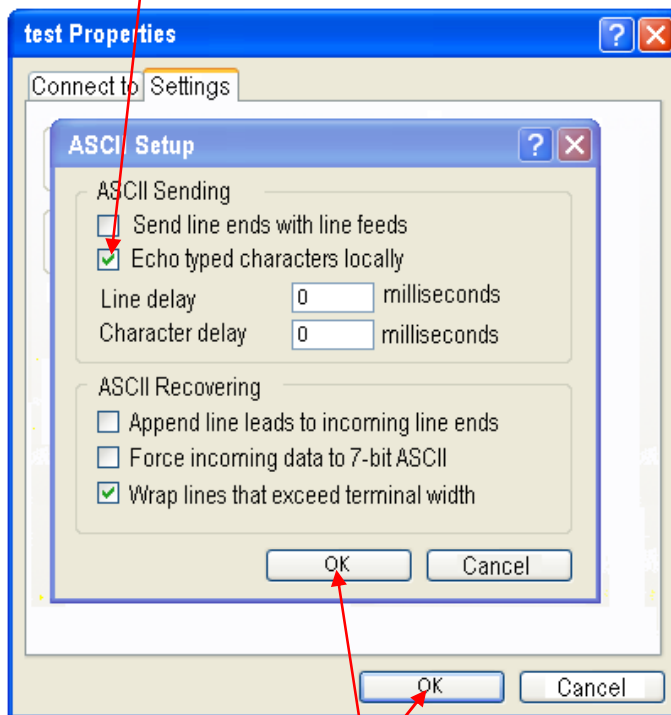 test Properties
Connect to Settings
ASCII Setup
ASCII Sending
Send line ends with line feeds
Echo typed characters locally
Line delay 0 milliseconds
Character delay 0 milliseconds
ASCII Recovering
Append line leads to incoming line ends
Force incoming data to 7-bit ASCII
Wrap lines that exceed terminal width
OK Cancel
OK Cancel